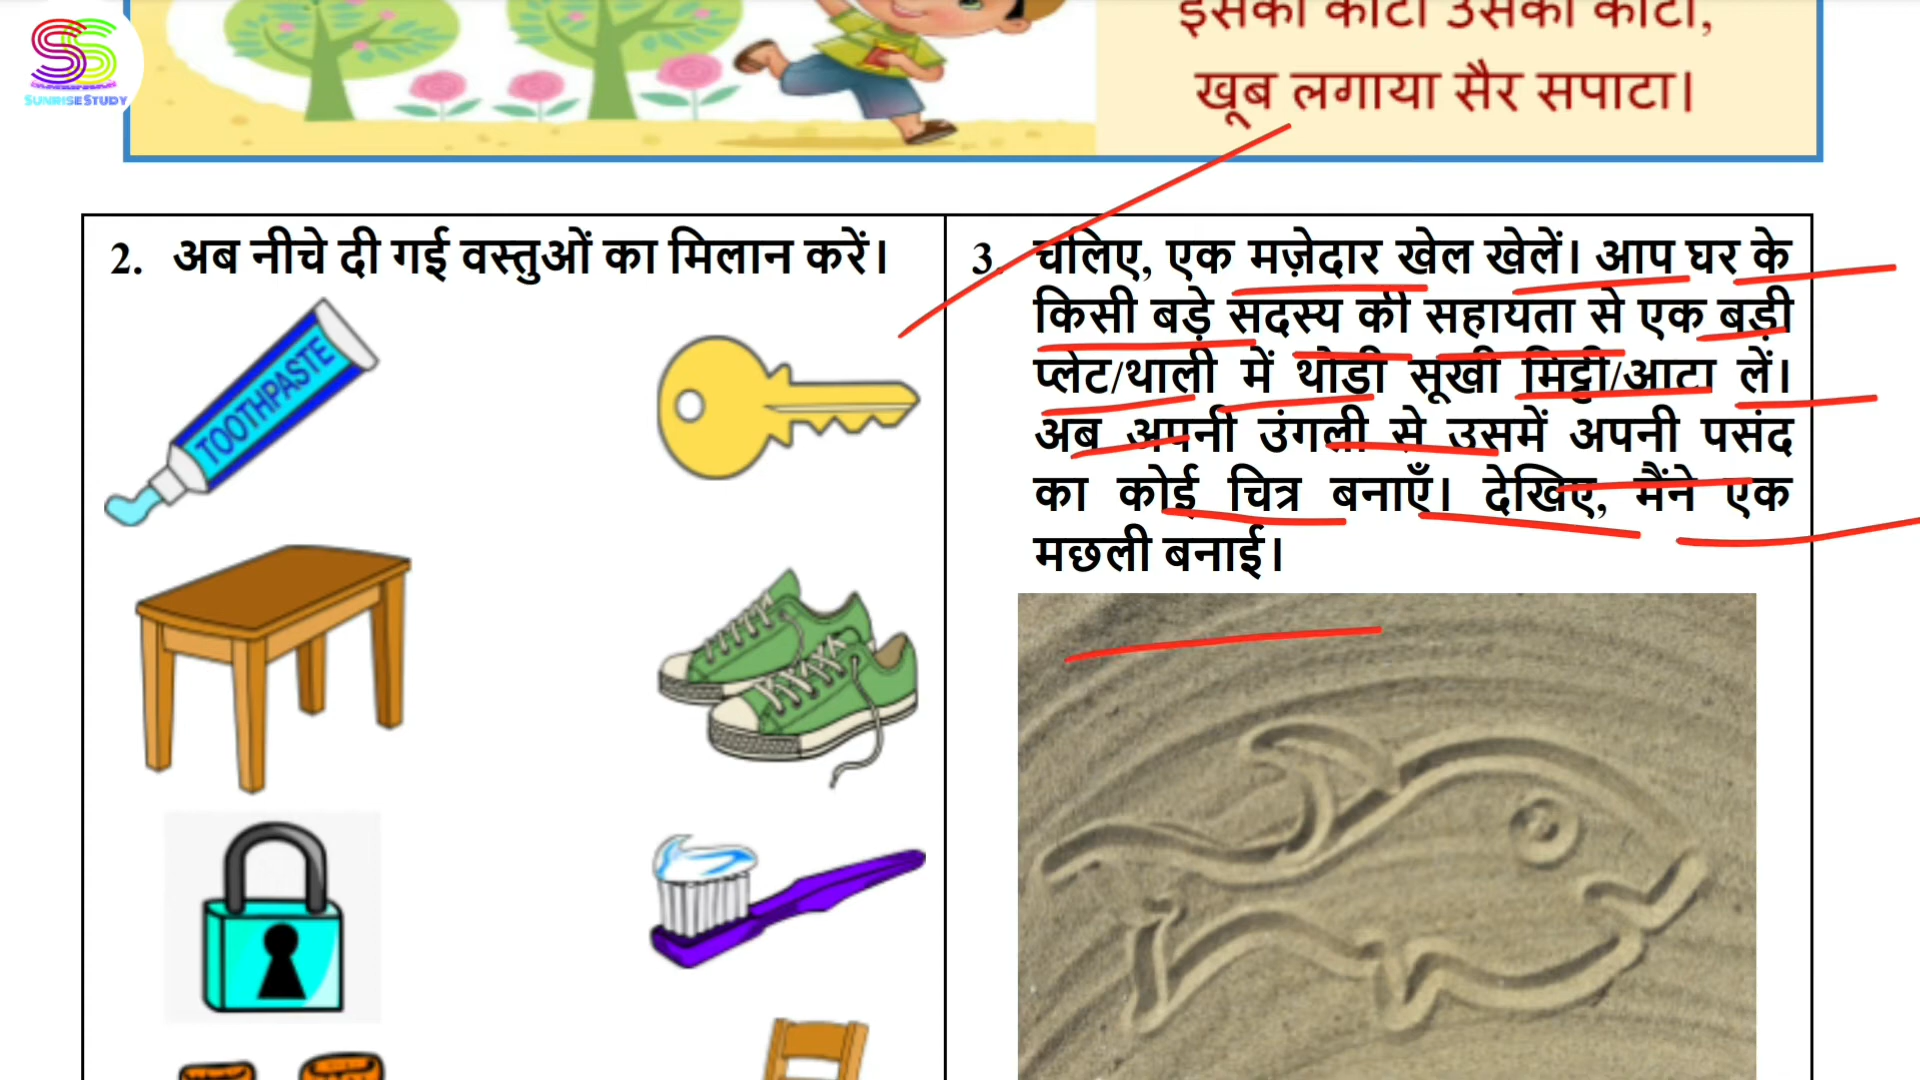 SS
SUNRISE STUDY
इसको काटा उसको काटा,
खूब लगाया सैर सपाटा।
2. अब नीचे दी गई वस्तुओं का मिलान करें।
TOOTHPASTE
3. चलिए, एक मज़ेदार खेल खेलें। आप घर के
किसी बड़े सदस्य की सहायता से एक बड़ी
प्लेट/थाली में थोड़ी सूखी मिट्टी/आटा लें।
अब अपनी उंगली से उसमें अपनी पसंद
का कोई चित्र बनाएँ। देखिए, मैंने एक
मछली बनाई।